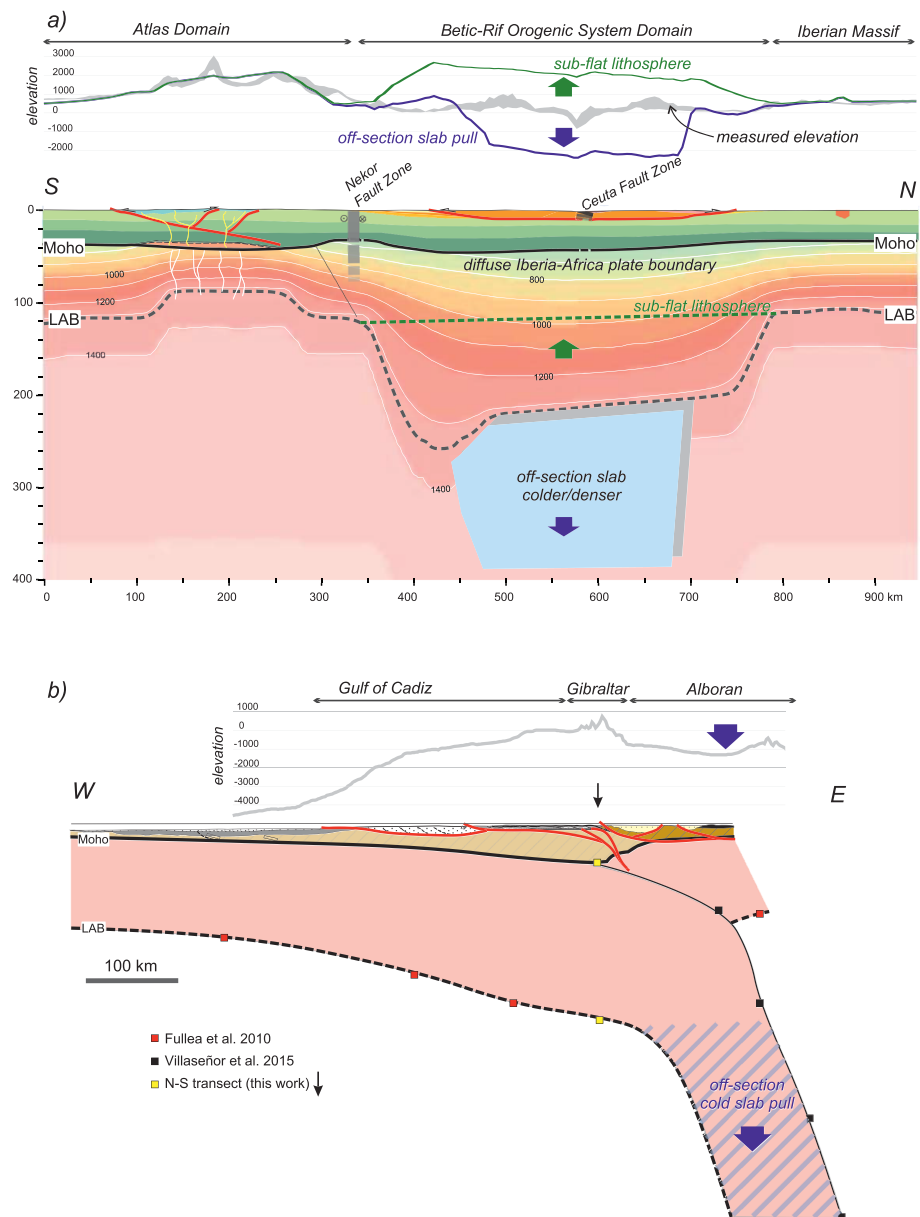 a)
Atlas Domain
Betic-Rif Orogenic System Domain
Iberian Massif
3000
2000
1000
0
-1000
-2000
elevation
sub-flat lithosphere
off-section slab pull
measured elevation
S
Nekor
Fault Zone
Ceuta Fault Zone
N
0
Moho
Moho
diffuse Iberia-Africa plate boundary
1000
800
1200
100
LAB
sub-flat lithosphere
LAB
1000
1400
1200
200
off-section slab
colder/denser
300
1400
400
0
100
200
300
400
500
600
700
800
900 km
b)
Gulf of Cadiz
Gibraltar
Alboran
1000
0
-1000
-2000
-3000
-4000
elevation
W
E
Moho
LAB
100 km
Fullea et al. 2010
Villaseñor et al. 2015
N-S transect (this work)
off-section
cold slab pull